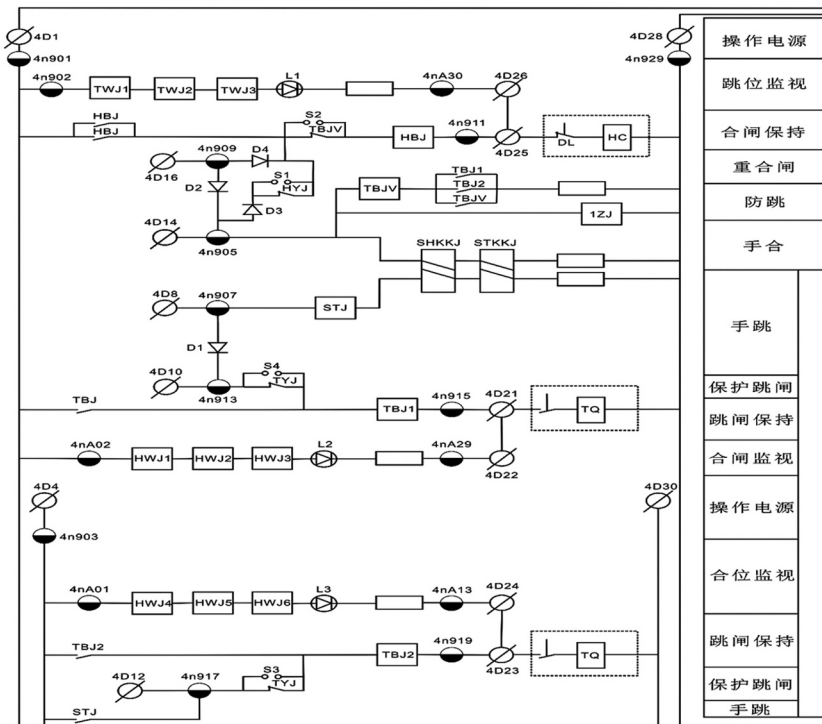 4D1
4D28
操作电源
4n901
4n929
4n902
TWJ1
TWJ2
TWJ3
L1
4nA30
4D26
跳位监视
HBJ
HBJ
S2
TBJV
HBJ
4n911
4D25
DL
HC
合闸保持
4D16
4n909
D4
重合闸
D2
S1
HYJ
D3
TBJV
TBJ1
TBJ2
TBJV
1ZJ
防跳
4D14
4n905
SHKKJ
STKKJ
手合
4D8
4n907
STJ
手跳
D1
4D10
4n913
S4
TYJ
保护跳闸
TBJ
TBJ1
4n915
4D21
TQ
跳闸保持
4nA02
HWJ1
HWJ2
HWJ3
L2
4nA29
4D22
合闸监视
4D4
4D30
操作电源
4n903
4nA01
HWJ4
HWJ5
HWJ6
L3
4nA13
4D24
合位监视
TBJ2
TBJ2
4n919
4D23
TQ
跳闸保持
4D12
4n917
S3
TYJ
保护跳闸
STJ
手跳